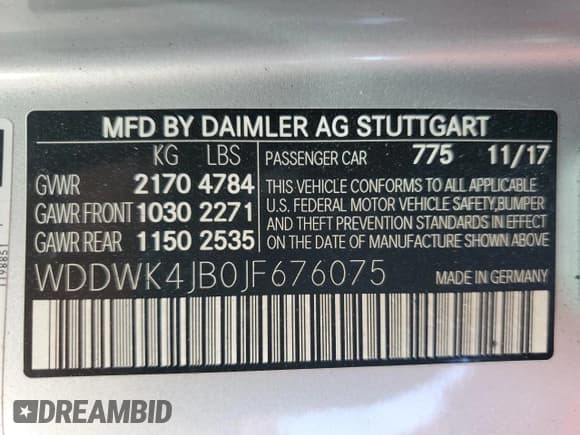 MFD BY DAIMLER AG STUTTGART
KG LBS PASSENGER CAR 775 11/17
GVWR 2170 4784 THIS VEHICLE CONFORMS TO ALL APPLICABLE
GAWR FRONT 1030 2271 U.S. FEDERAL MOTOR VEHICLE SAFETY,BUMPER
GAWR REAR 1150 2535 AND THEFT PREVENTION STANDARDS IN EFFECT
ON THE DATE OF MANUFACTURE SHOWN ABOVE.
WDDWK4JB0JF676075 MADE IN GERMANY
DREAMBID